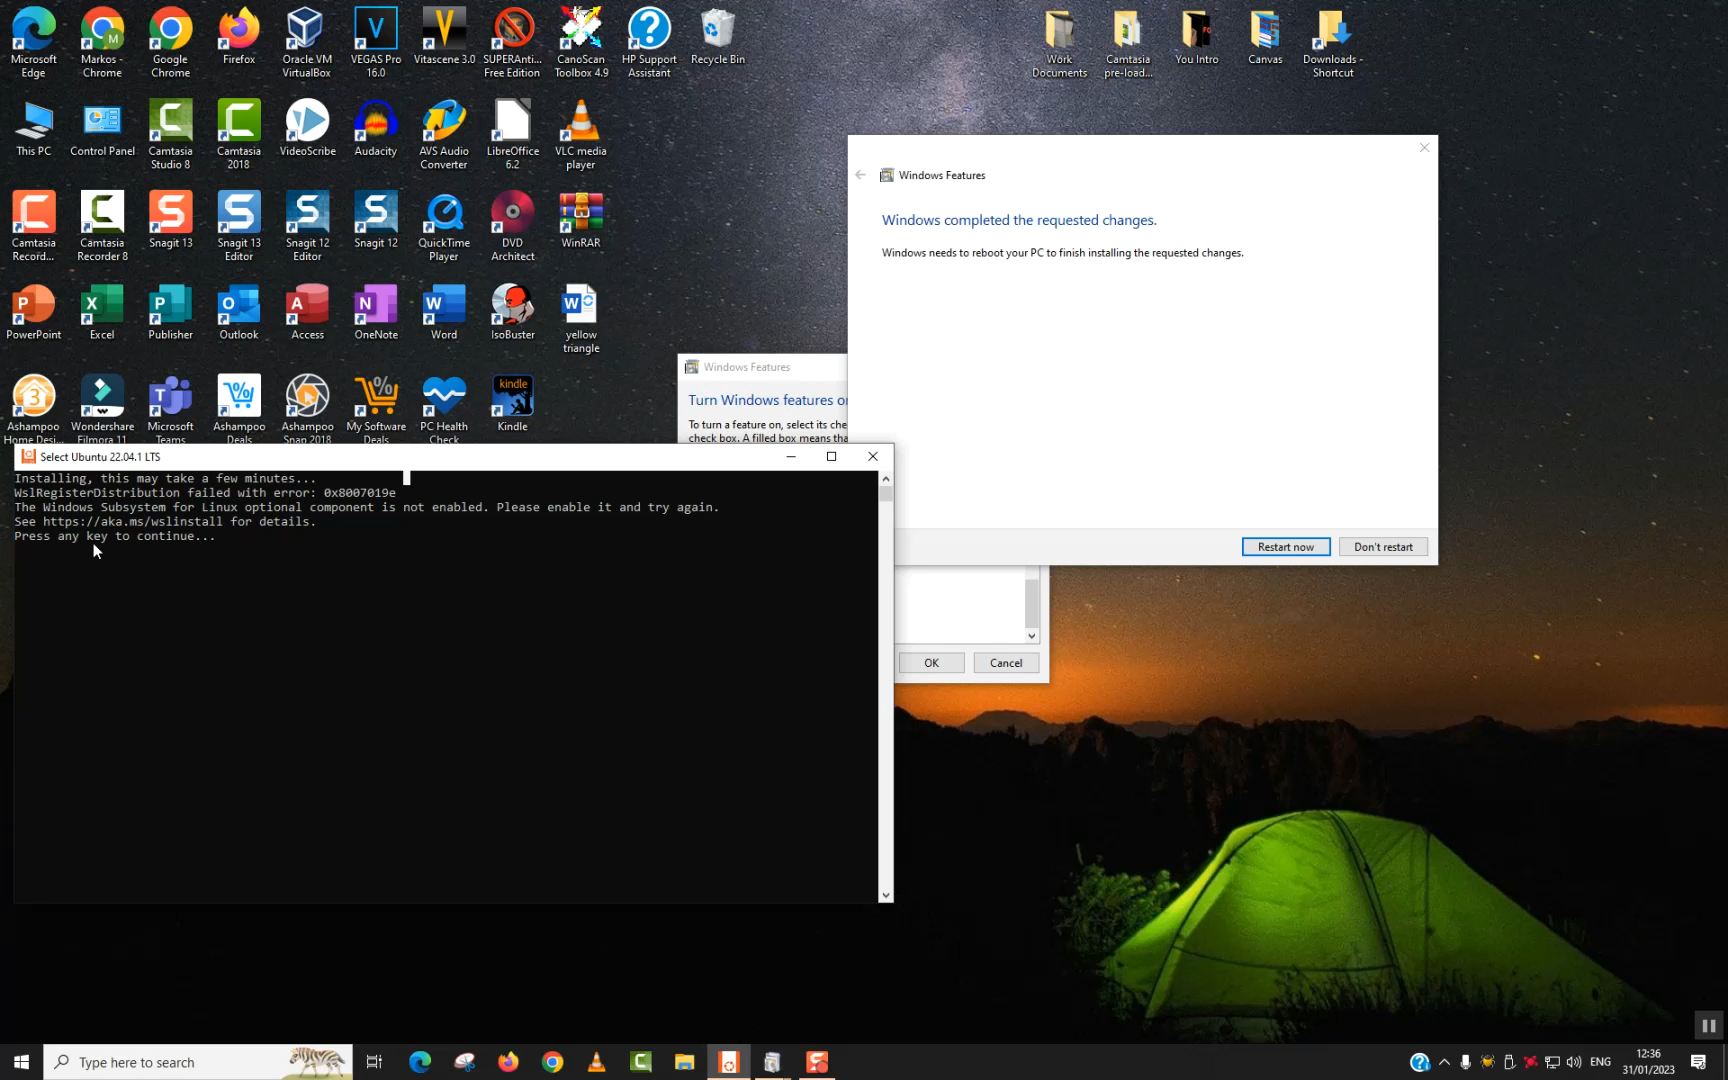 Microsoft
Edge
Markos -
Chrome
Google
Chrome
Firefox
Oracle VM
VirtualBox
VEGAS Pro
16.0
Vitascene 3.0
SUPERAnti...
Free Edition
CanoScan
Toolbox 4.9
HP Support
Assistant
Recycle Bin
Work
Documents
Camtasia
pre-load...
You Intro
Canvas
Downloads -
Shortcut
This PC
Control Panel
Camtasia
Studio 8
Camtasia
2018
VideoScribe
Audacity
AVS Audio
Converter
LibreOffice
6.2
VLC media
player
Camtasia
Record...
Camtasia
Recorder 8
Snagit 13
Snagit 13
Editor
Snagit 12
Editor
Snagit 12
QuickTime
Player
DVD
Architect
WinRAR
PowerPoint
Excel
Publisher
Outlook
Access
OneNote
Word
IsoBuster
yellow
triangle
Ashampoo
Home Desi...
Wondershare
Filmora 11
Microsoft
Teams
Ashampoo
Deals
Ashampoo
Snap 2018
My Software
Deals
PC Health
Check
kindle
Kindle
Windows Features
Windows completed the requested changes.
Windows needs to reboot your PC to finish installing the requested changes.
Restart now
Don't restart
Windows Features
Turn Windows features o
To turn a feature on, select its che
check box. A filled box means tha
OK
Cancel
Select Ubuntu 22.04.1 LTS
Installing, this may take a few minutes...
WslRegisterDistribution failed with error: 0x8007019e
The Windows Subsystem for Linux optional component is not enabled. Please enable it and try again.
See https://aka.ms/wslinstall for details.
Press any key to continue...
Type here to search
ENG
12:36
31/01/2023